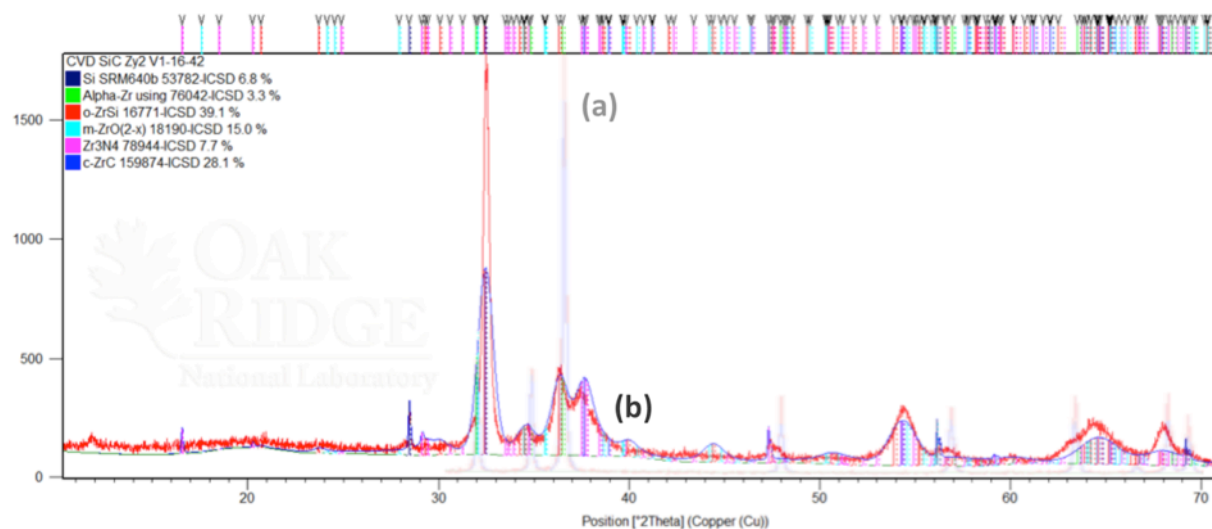 CVD SiC Zy2 V1-16-42
Si SRM640b 53782-ICSD 6.8 %
Alpha-Zr using 76042-ICSD 3.3 %
o-ZrSi 16771-ICSD 39.1 %
m-ZrO(2-x) 18190-ICSD 15.0 %
Zr3N4 78944-ICSD 7.7 %
c-ZrC 159874-ICSD 28.1 %
(a)
1500
1000
OAK
RIDGE
National Laboratory
500
(b)
0
20 30 40 50 60 70
Position [°2Theta] (Copper (Cu))